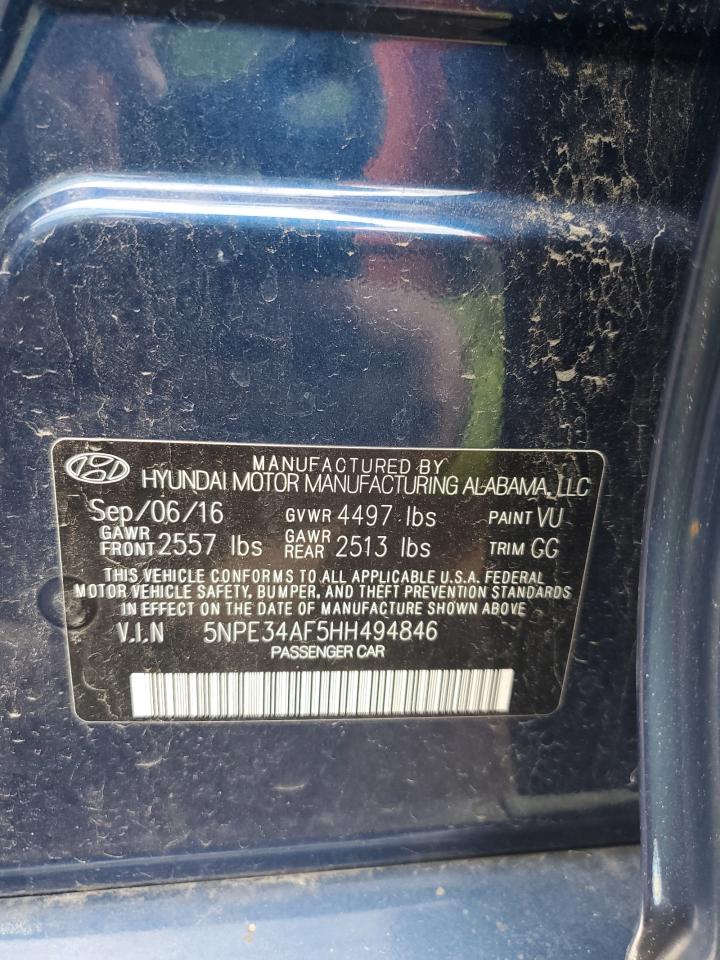 MANUFACTURED BY
HYUNDAI MOTOR MANUFACTURING ALABAMA, LLC
Sep/06/16 GVWR 4497 lbs PAINT VU
GAWR FRONT 2557 lbs GAWR REAR 2513 lbs TRIM GG
THIS VEHICLE CONFORMS TO ALL APPLICABLE U.S.A. FEDERAL
MOTOR VEHICLE SAFETY, BUMPER, AND THEFT PREVENTION STANDARDS
IN EFFECT ON THE DATE OF MANUFACTURE SHOWN ABOVE
V.I.N 5NPE34AF5HH494846
PASSENGER CAR